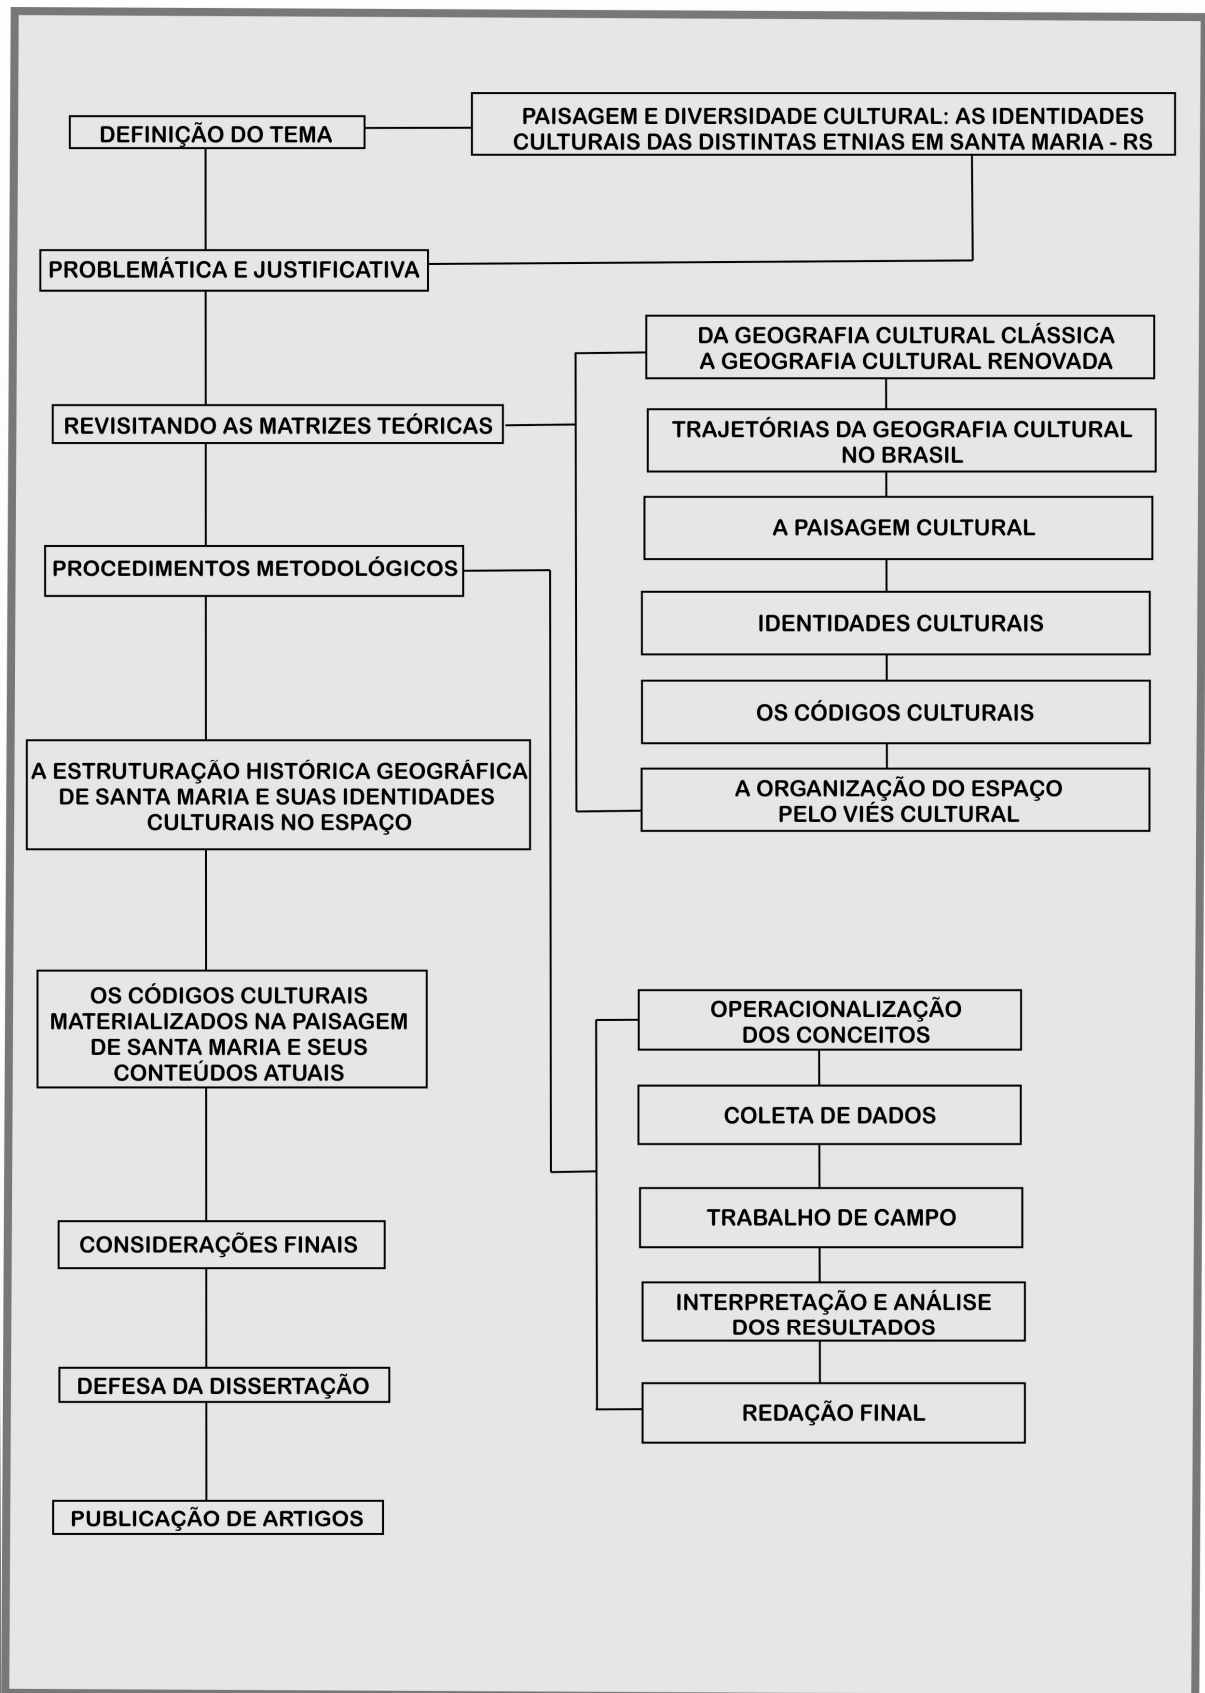 DEFINIÇÃO DO TEMA
PAISAGEM E DIVERSIDADE CULTURAL: AS IDENTIDADES
CULTURAIS DAS DISTINTAS ETNIAS EM SANTA MARIA - RS
PROBLEMÁTICA E JUSTIFICATIVA
REVISITANDO AS MATRIZES TEÓRICAS
DA GEOGRAFIA CULTURAL CLÁSSICA
A GEOGRAFIA CULTURAL RENOVADA
TRAJETÓRIAS DA GEOGRAFIA CULTURAL
NO BRASIL
A PAISAGEM CULTURAL
IDENTIDADES CULTURAIS
OS CÓDIGOS CULTURAIS
A ORGANIZAÇÃO DO ESPAÇO
PELO VIÉS CULTURAL
PROCEDIMENTOS METODOLÓGICOS
OPERACIONALIZAÇÃO
DOS CONCEITOS
COLETA DE DADOS
TRABALHO DE CAMPO
INTERPRETAÇÃO E ANÁLISE
DOS RESULTADOS
REDAÇÃO FINAL
A ESTRUTURAÇÃO HISTÓRICA GEOGRÁFICA
DE SANTA MARIA E SUAS IDENTIDADES
CULTURAIS NO ESPAÇO
OS CÓDIGOS CULTURAIS
MATERIALIZADOS NA PAISAGEM
DE SANTA MARIA E SEUS
CONTEÚDOS ATUAIS
CONSIDERAÇÕES FINAIS
DEFESA DA DISSERTAÇÃO
PUBLICAÇÃO DE ARTIGOS